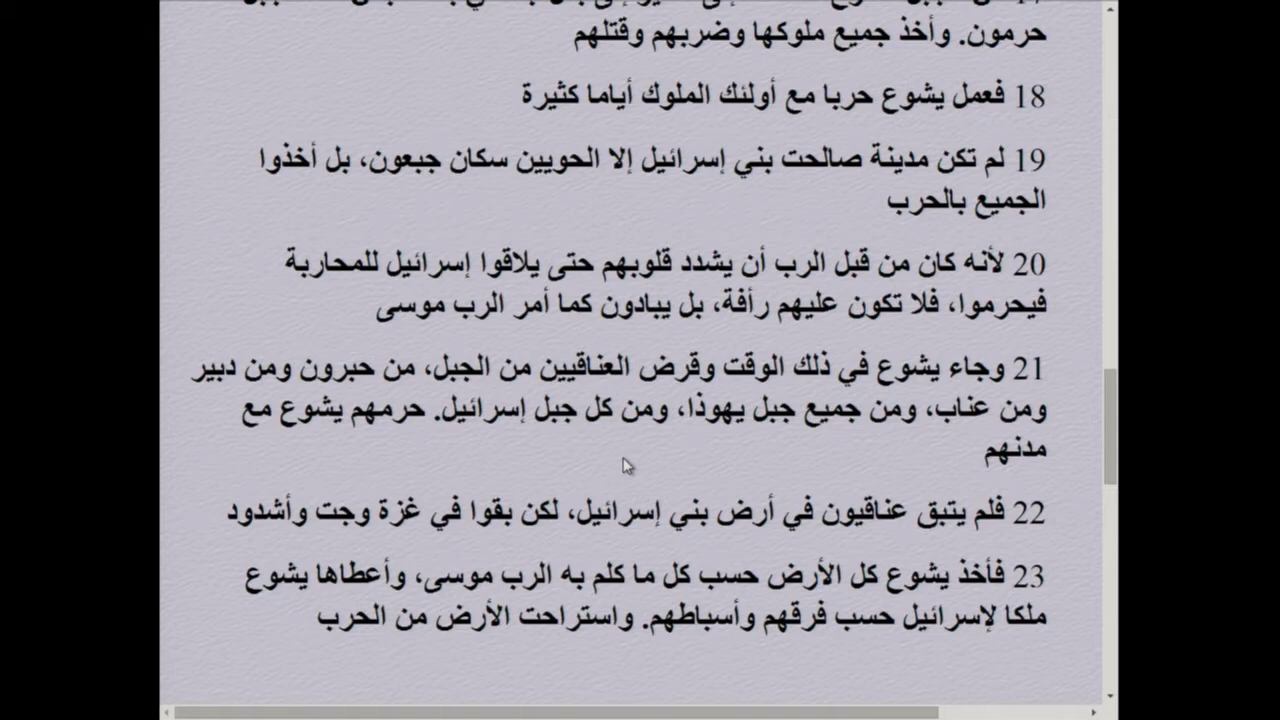 حرمون. وأخذ جميع ملوكها وضربهم وقتلهم
18 فعمل يشوع حربا مع أولئك الملوك أياما كثيرة
19 لم تكن مدينة صالحت بني إسرائيل إلا الحويين سكان جبعون، بل أخذوا
الجميع بالحرب
20 لأنه كان من قبل الرب أن يشدد قلوبهم حتى يلاقوا إسرائيل للمحاربة
فيحرموا، فلا تكون عليهم رأفة، بل يبادون كما أمر الرب موسى
21 وجاء يشوع في ذلك الوقت وقرض العناقيين من الجبل، من حبرون ومن دبير
ومن عناب، ومن جميع جبل يهوذا، ومن كل جبل إسرائيل. حرمهم يشوع مع
مدنهم
22 فلم يتبق عناقيون في أرض بني إسرائيل، لكن بقوا في غزة وجت وأشدود
23 فأخذ يشوع كل الأرض حسب كل ما كلم به الرب موسى، وأعطاها يشوع
ملكا لإسرائيل حسب فرقهم وأسباطهم. واستراحت الأرض من الحرب